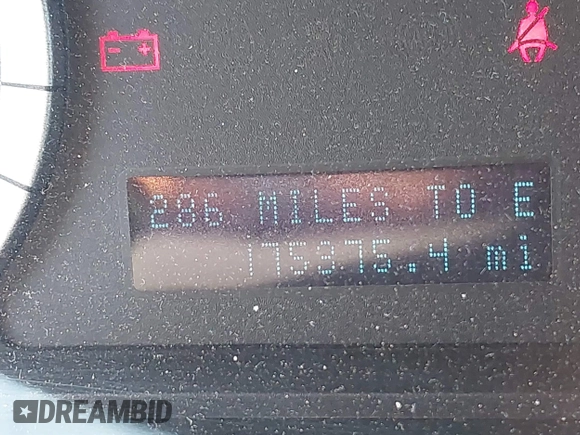 286 MILES TO E
175375.4 mi
DREAMBID